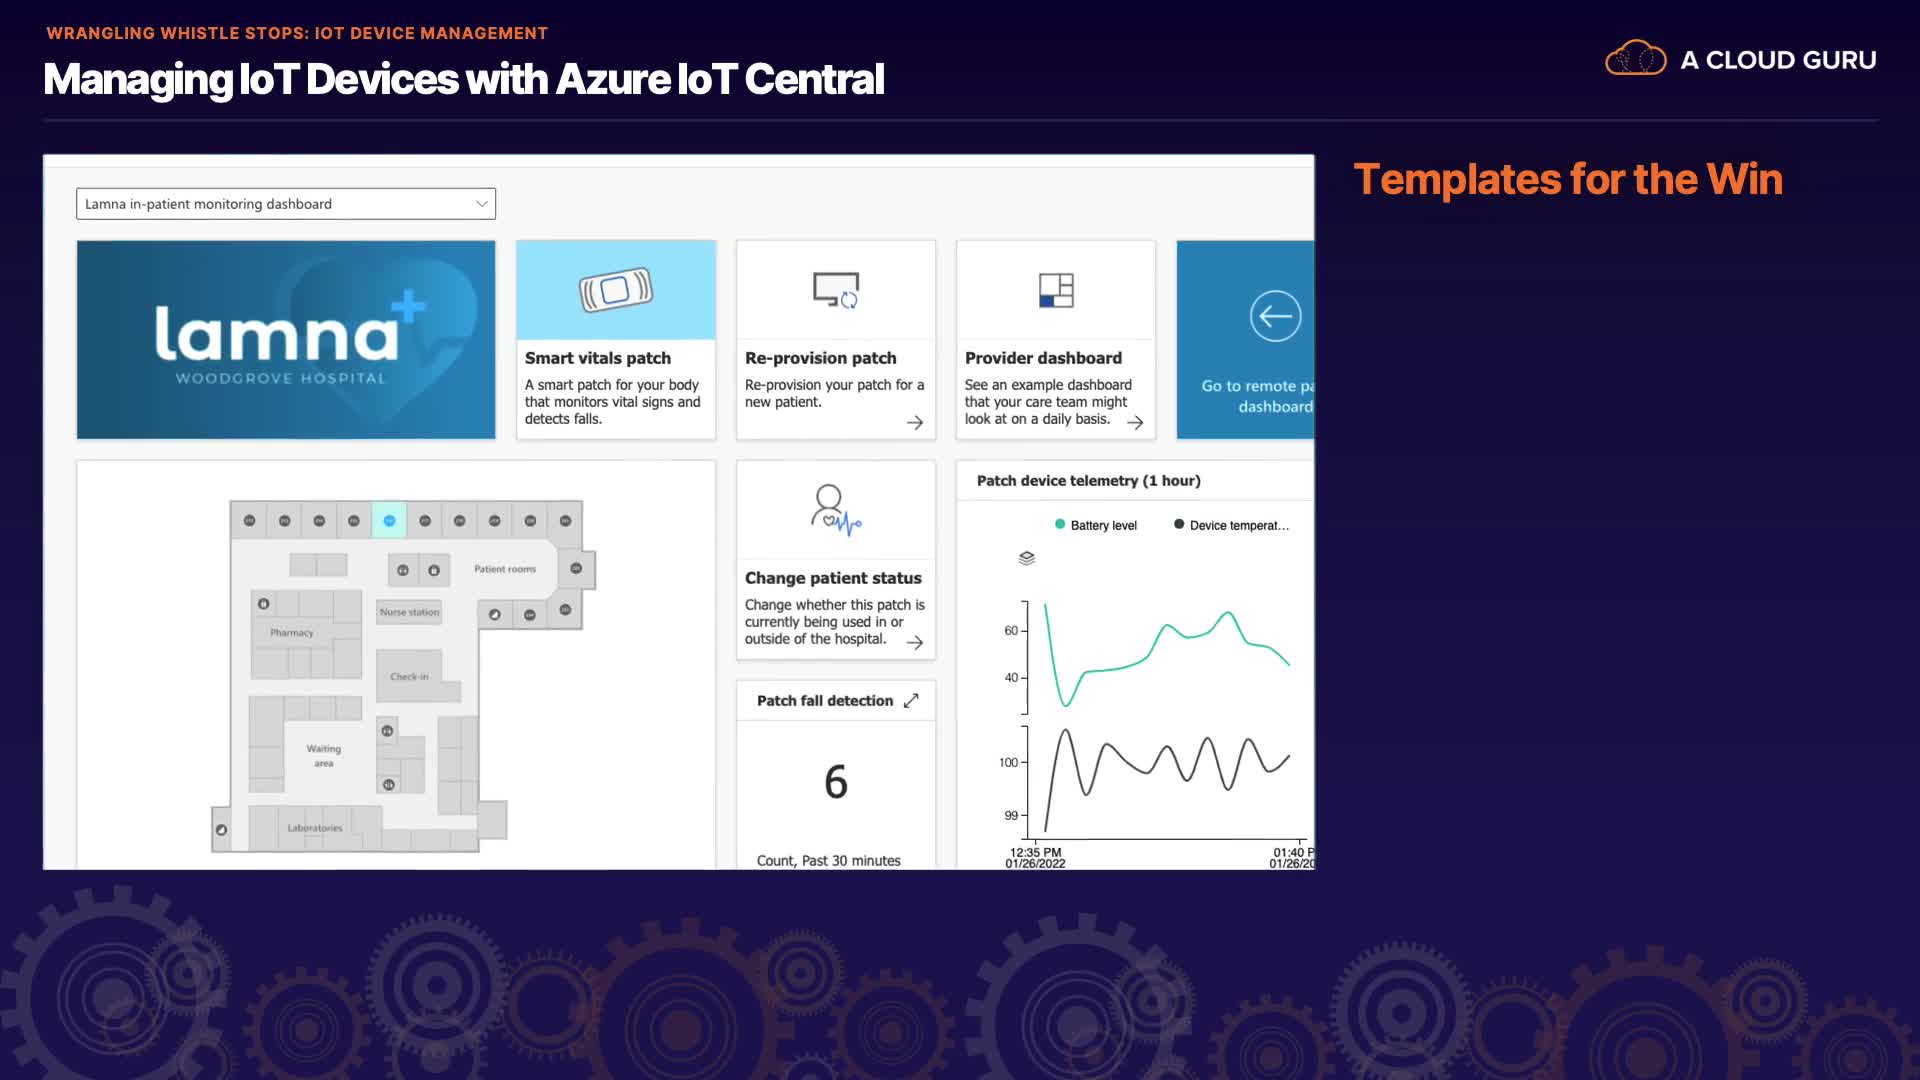 WRANGLING WHISTLE STOPS: IOT DEVICE MANAGEMENT
Managing IoT Devices with Azure IoT Central
A CLOUD GURU
Templates for the Win
Lamna in-patient monitoring dashboard
lamna
WOODGROVE HOSPITAL
Smart vitals patch
A smart patch for your body
that monitors vital signs and
detects falls.
Re-provision patch
Re-provision your patch for a
new patient.
Provider dashboard
See an example dashboard
that your care team might
look at on a daily basis.
Go to remote pa
dashboard
Patient rooms
Nurse station
Pharmacy
Check-in
Waiting
area
Laboratories
Change patient status
Change whether this patch is
currently being used in or
outside of the hospital.
Patch fall detection
6
Count, Past 30 minutes
Patch device telemetry (1 hour)
Battery level
Device temperat...
60
40
100
99
12:35 PM
01/26/2022
01:40 P
01/26/20